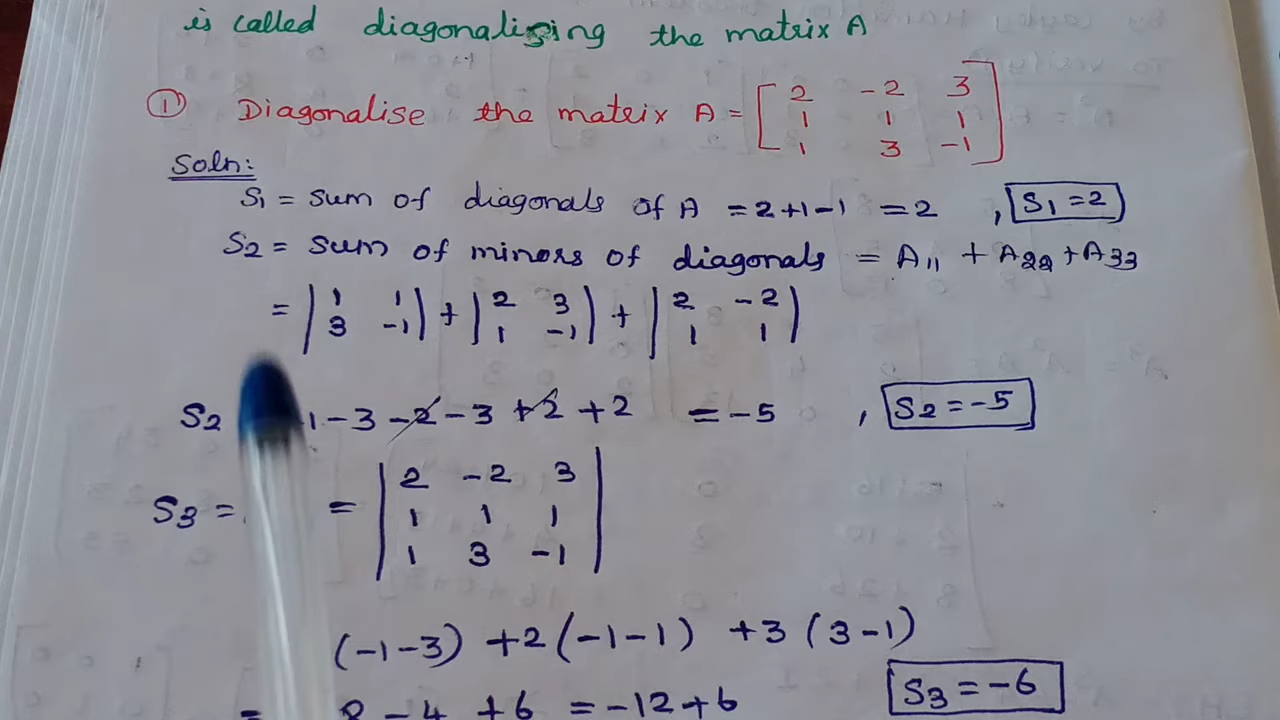 is called diagonalising the matrix A
① Diagonalise the matrix A = [ 2 -2 3
1 1 1
1 3 -1 ]
Soln:
S1 = sum of diagonals of A = 2+1-1 = 2 , S1 = 2
S2 = sum of minors of diagonals = A11 + A22 + A33
= | 1 1 | + | 2 3 | + | 2 -2 |
| 3 -1 | | 1 -1 | | 1 1 |
S2 1 - 3 - 2 - 3 + 2 + 2 = -5 , S2 = -5
S3 = = | 2 -2 3 |
| 1 1 1 |
| 1 3 -1 |
(-1-3) +2(-1-1) +3(3-1)
= 8 - 4 + 6 = -12+6 S3 = -6